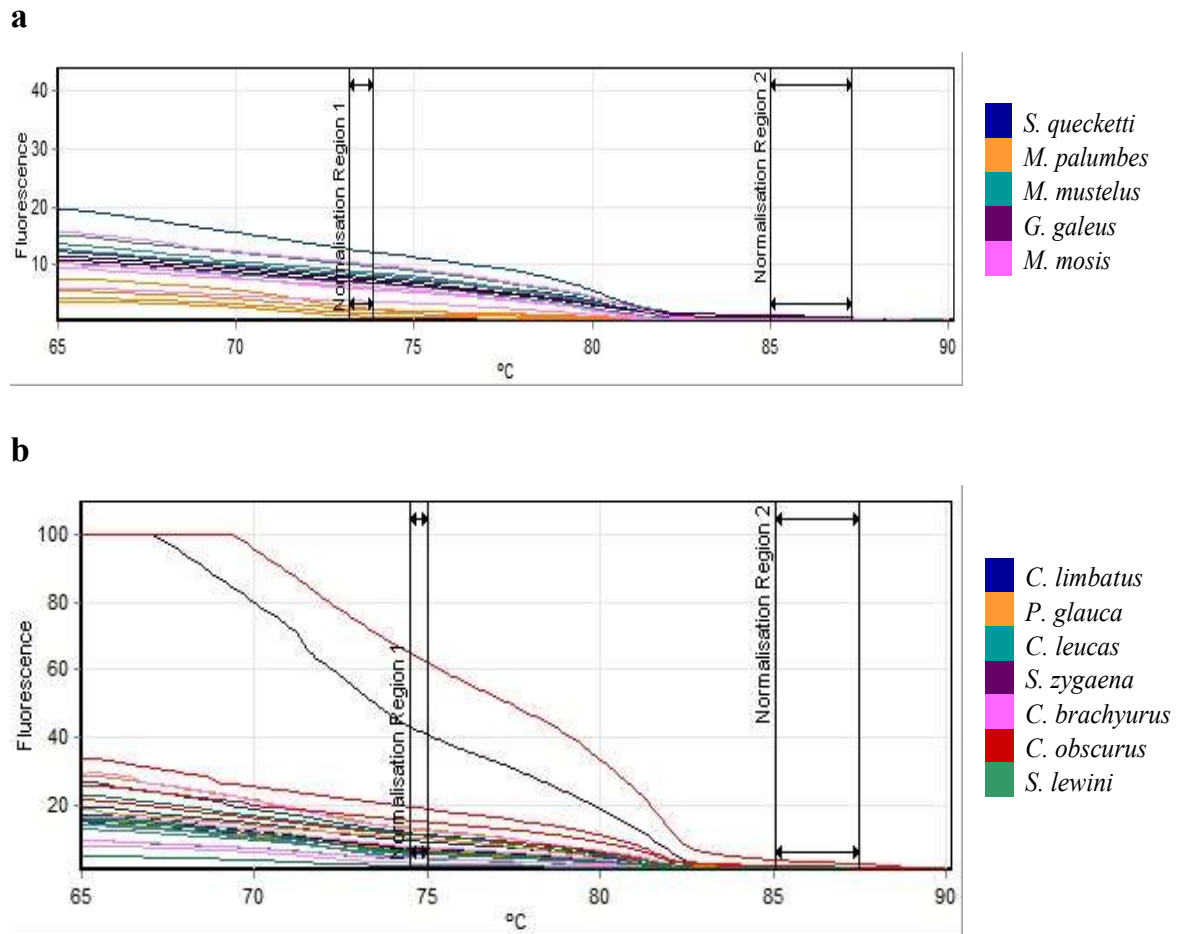 a
40
30
20
10
Fluorescence
Normalisation Region 1
Normalisation Region 2
65 70 75 80 85 90
ºC
S. quecketti
M. palumbes
M. mustelus
G. galeus
M. mosis
b
100
80
60
40
20
Fluorescence
Normalisation Region 1
Normalisation Region 2
65 70 75 80 85 90
ºC
C. limbatus
P. glauca
C. leucas
S. zygaena
C. brachyurus
C. obscurus
S. lewini